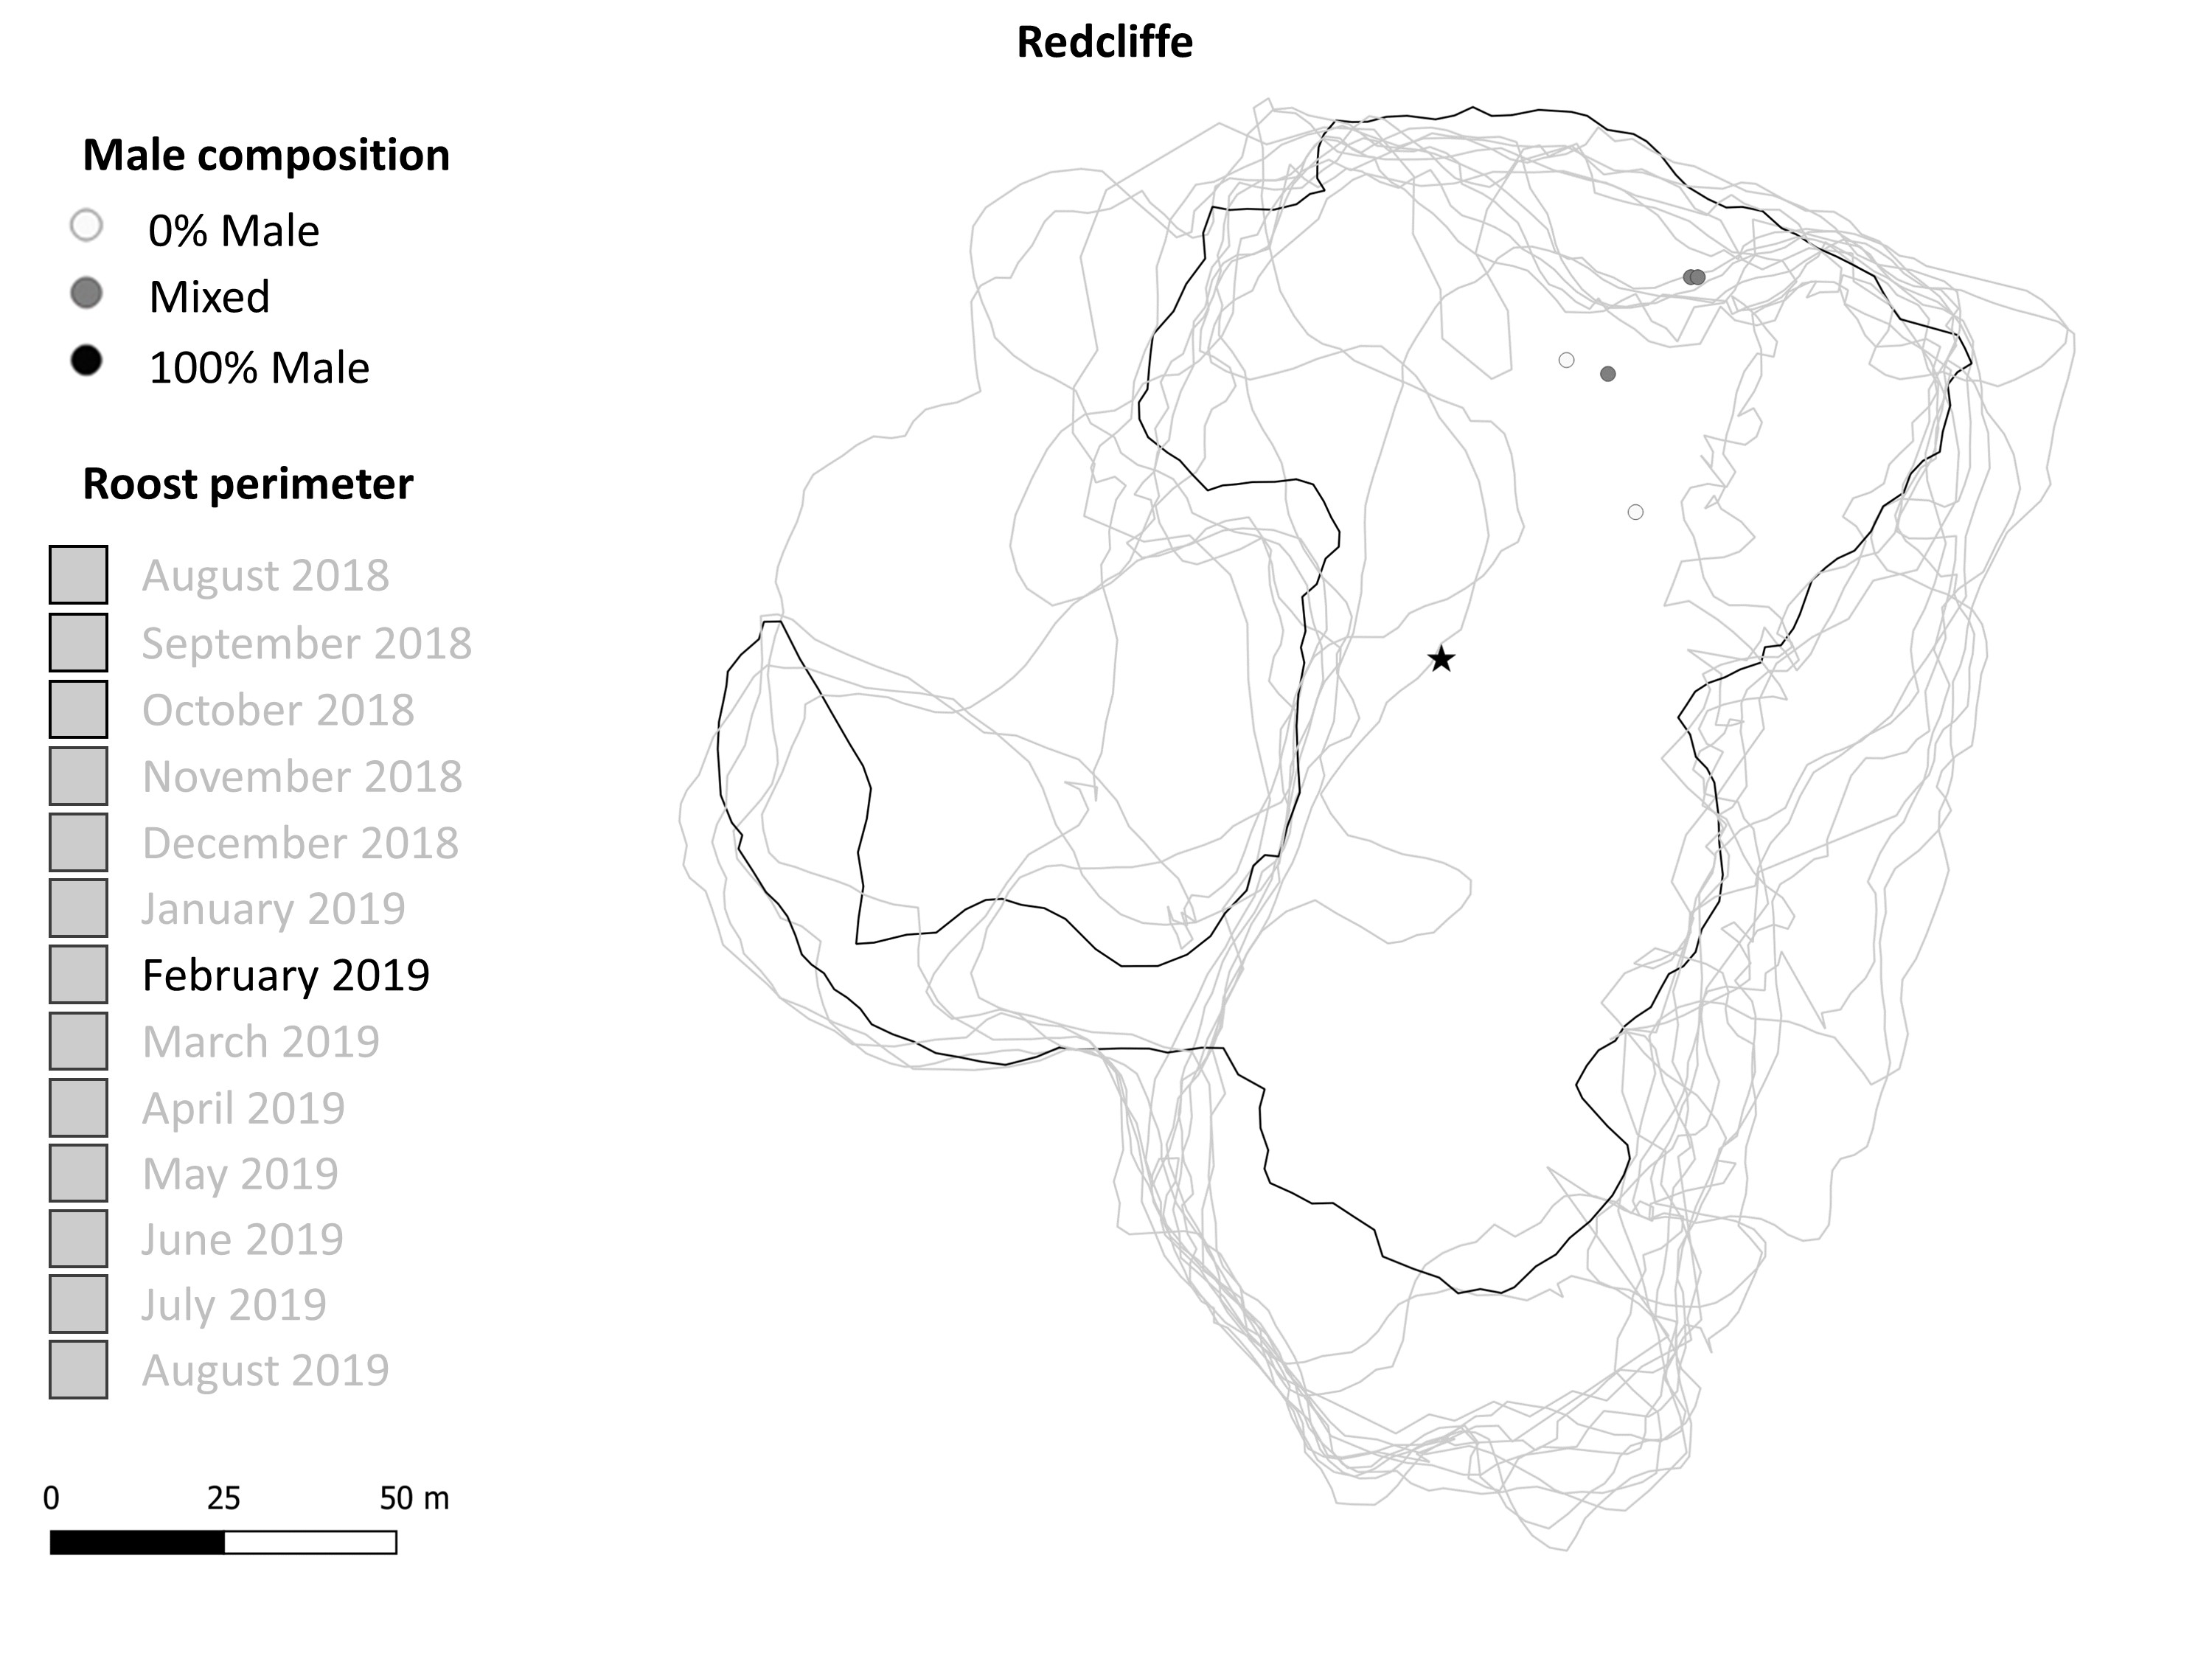 Redcliffe
Male composition
0% Male
Mixed
100% Male
Roost perimeter
August 2018
September 2018
October 2018
November 2018
December 2018
January 2019
February 2019
March 2019
April 2019
May 2019
June 2019
July 2019
August 2019
0 25 50 m